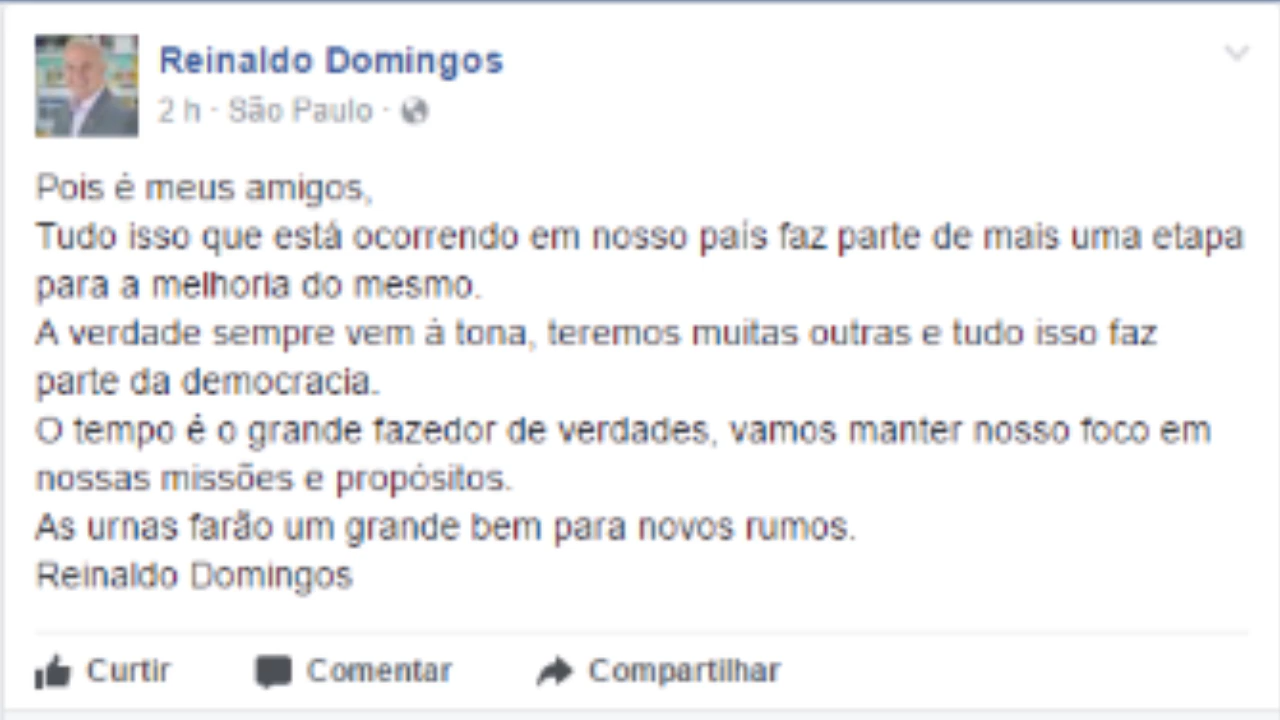 Reinaldo Domingos
2 h · São Paulo ·
Pois é meus amigos,
Tudo isso que está ocorrendo em nosso país faz parte de mais uma etapa
para a melhoria do mesmo.
A verdade sempre vem à tona, teremos muitas outras e tudo isso faz
parte da democracia.
O tempo é o grande fazedor de verdades, vamos manter nosso foco em
nossas missões e propósitos.
As urnas farão um grande bem para novos rumos.
Reinaldo Domingos
Curtir Comentar Compartilhar